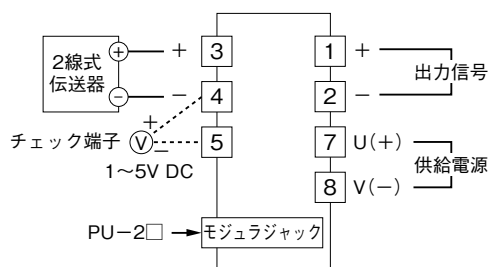 2線式
伝送器
+
−
+
−
3
4
5
チェック端子
V
+
−
1〜5V DC
1
2
7
8
+
−
出力信号
U(+)
V(−)
供給電源
PU−2□
モジュラジャック